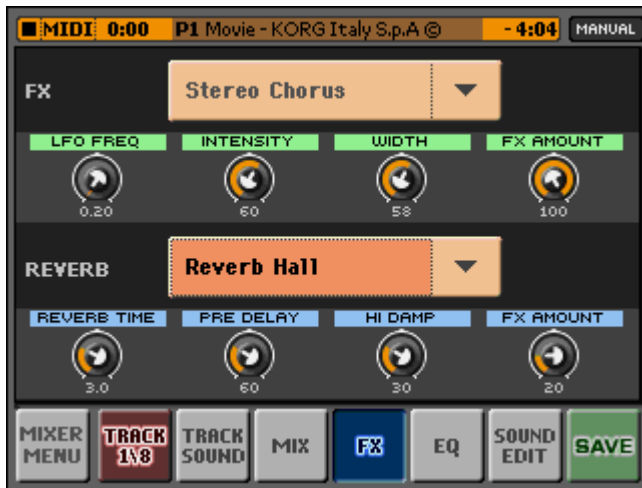 MIDI 0:00 P1 Movie - KORG Italy S.p.A © - 4:04 MANUAL
FX Stereo Chorus
LFO FREQ INTENSITY WIDTH FX AMOUNT
0.20 60 58 100
REVERB Reverb Hall
REVERB TIME PRE DELAY HI DAMP FX AMOUNT
3.0 60 30 20
MIXER MENU
TRACK 1\8
TRACK SOUND
MIX
FX
EQ
SOUND EDIT
SAVE